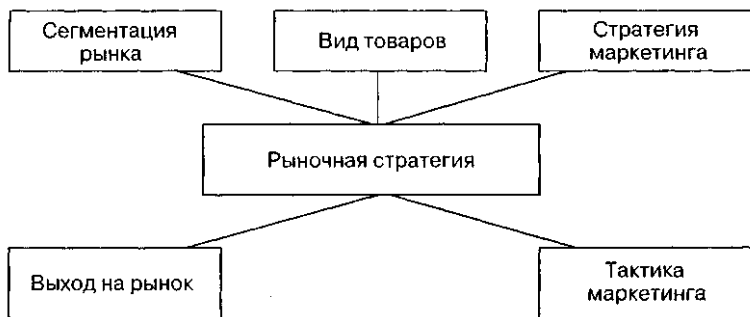 Сегментация
рынка
Вид товаров
Стратегия
маркетинга
Рыночная стратегия
Выход на рынок
Тактика
маркетинга